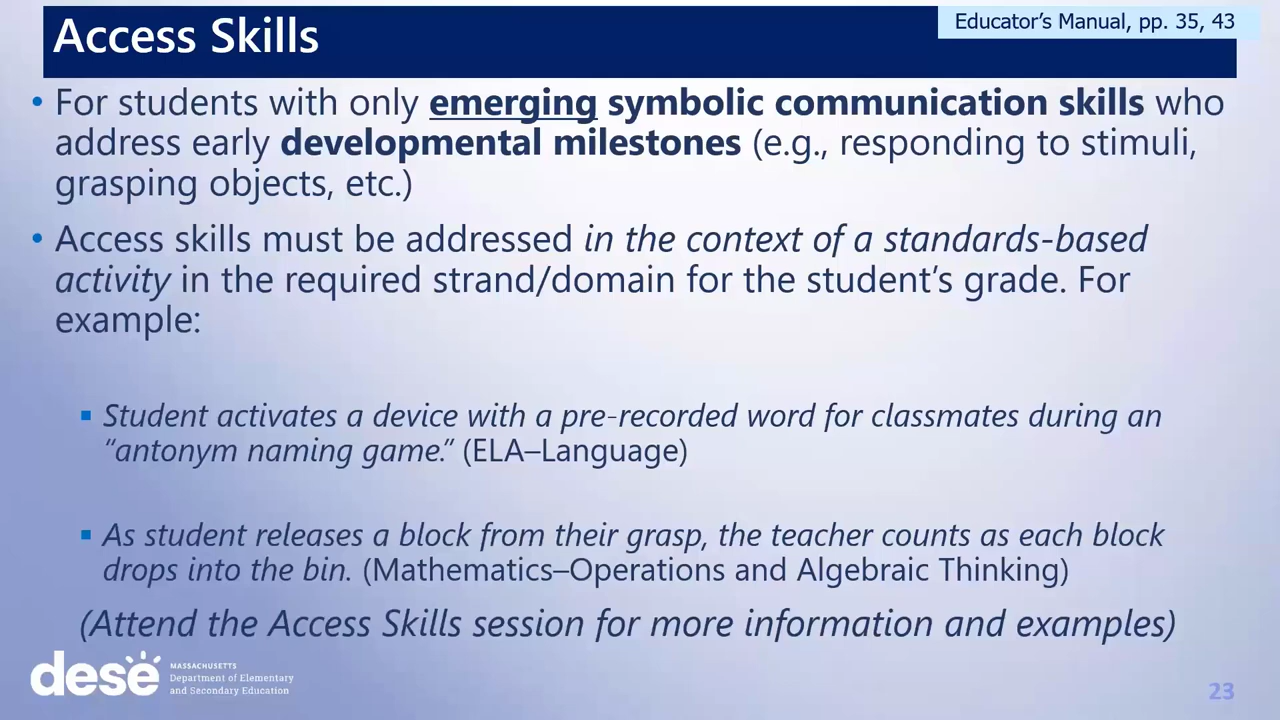 Access Skills
Educator’s Manual, pp. 35, 43
• For students with only emerging symbolic communication skills who
address early developmental milestones (e.g., responding to stimuli,
grasping objects, etc.)
• Access skills must be addressed in the context of a standards-based
activity in the required strand/domain for the student’s grade. For
example:
▪ Student activates a device with a pre-recorded word for classmates during an
“antonym naming game.” (ELA–Language)
▪ As student releases a block from their grasp, the teacher counts as each block
drops into the bin. (Mathematics–Operations and Algebraic Thinking)
(Attend the Access Skills session for more information and examples)
dese
MASSACHUSETTS
Department of Elementary
and Secondary Education
23